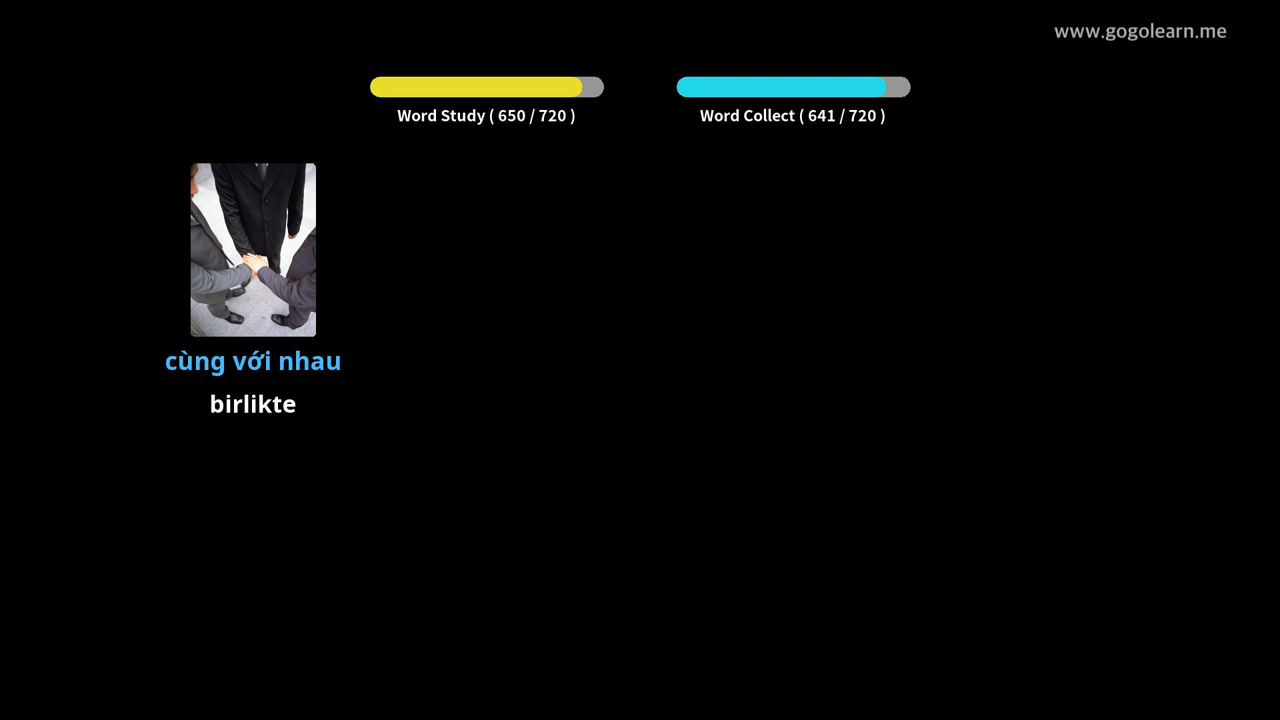 www.gogolearn.me
Word Study ( 650 / 720 )
Word Collect ( 641 / 720 )
cùng với nhau
birlikte